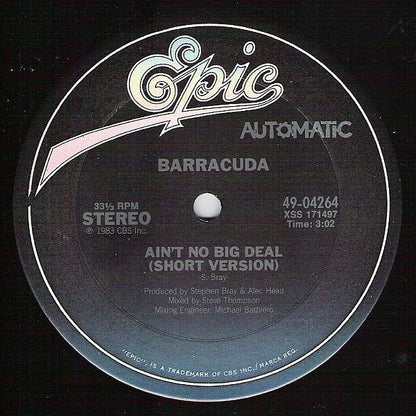 Epic
AUTOMATIC
BARRACUDA
33⅓ RPM
STEREO
℗ 1983 CBS Inc.
49-04264
XSS 171497
Time: 3:02
AIN'T NO BIG DEAL
(SHORT VERSION)
-S. Bray-
Produced by Stephen Bray & Alec Head
Mixed by Steve Thompson
Mixing Engineer: Michael Barbiero
"EPIC", IS A TRADEMARK OF CBS INC./MARCA REG.